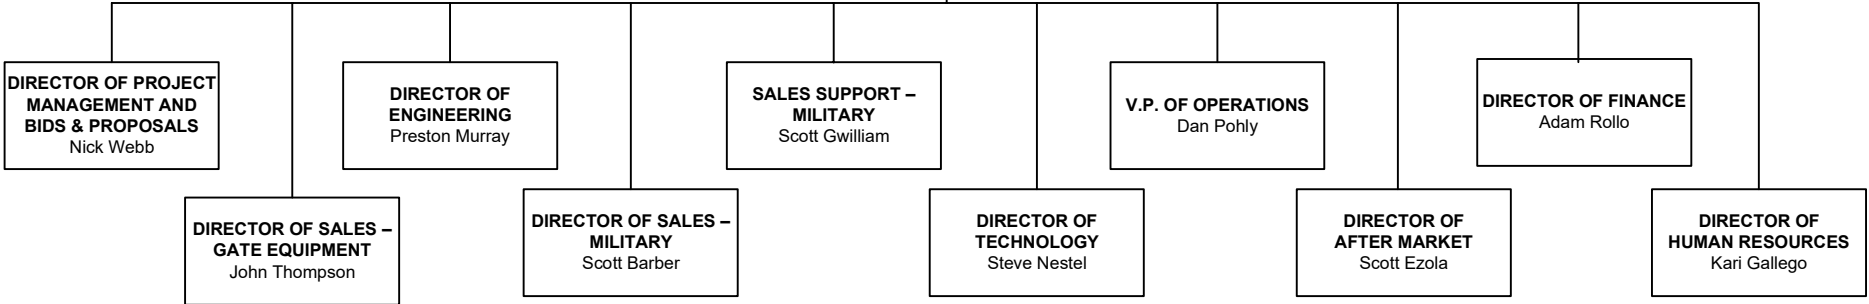 DIRECTOR OF PROJECT
MANAGEMENT AND
BIDS & PROPOSALS
Nick Webb
DIRECTOR OF
ENGINEERING
Preston Murray
SALES SUPPORT –
MILITARY
Scott Gwilliam
V.P. OF OPERATIONS
Dan Pohly
DIRECTOR OF FINANCE
Adam Rollo
DIRECTOR OF SALES –
GATE EQUIPMENT
John Thompson
DIRECTOR OF SALES –
MILITARY
Scott Barber
DIRECTOR OF
TECHNOLOGY
Steve Nestel
DIRECTOR OF
AFTER MARKET
Scott Ezola
DIRECTOR OF
HUMAN RESOURCES
Kari Gallego